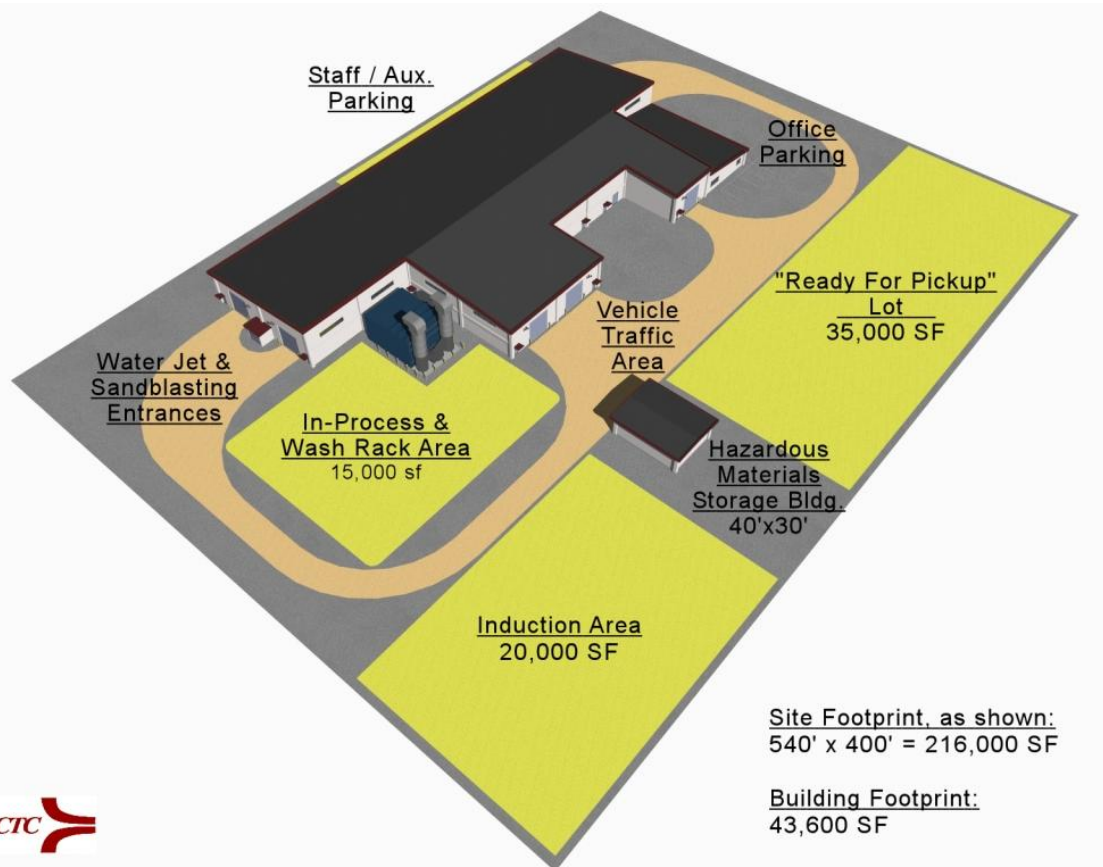 Staff / Aux.
Parking
Office
Parking
"Ready For Pickup"
Lot
35,000 SF
Vehicle
Traffic
Area
Water Jet &
Sandblasting
Entrances
In-Process &
Wash Rack Area
15,000 sf
Hazardous
Materials
Storage Bldg.
40'x30'
Induction Area
20,000 SF
Site Footprint, as shown:
540' x 400' = 216,000 SF
Building Footprint:
43,600 SF
CTC